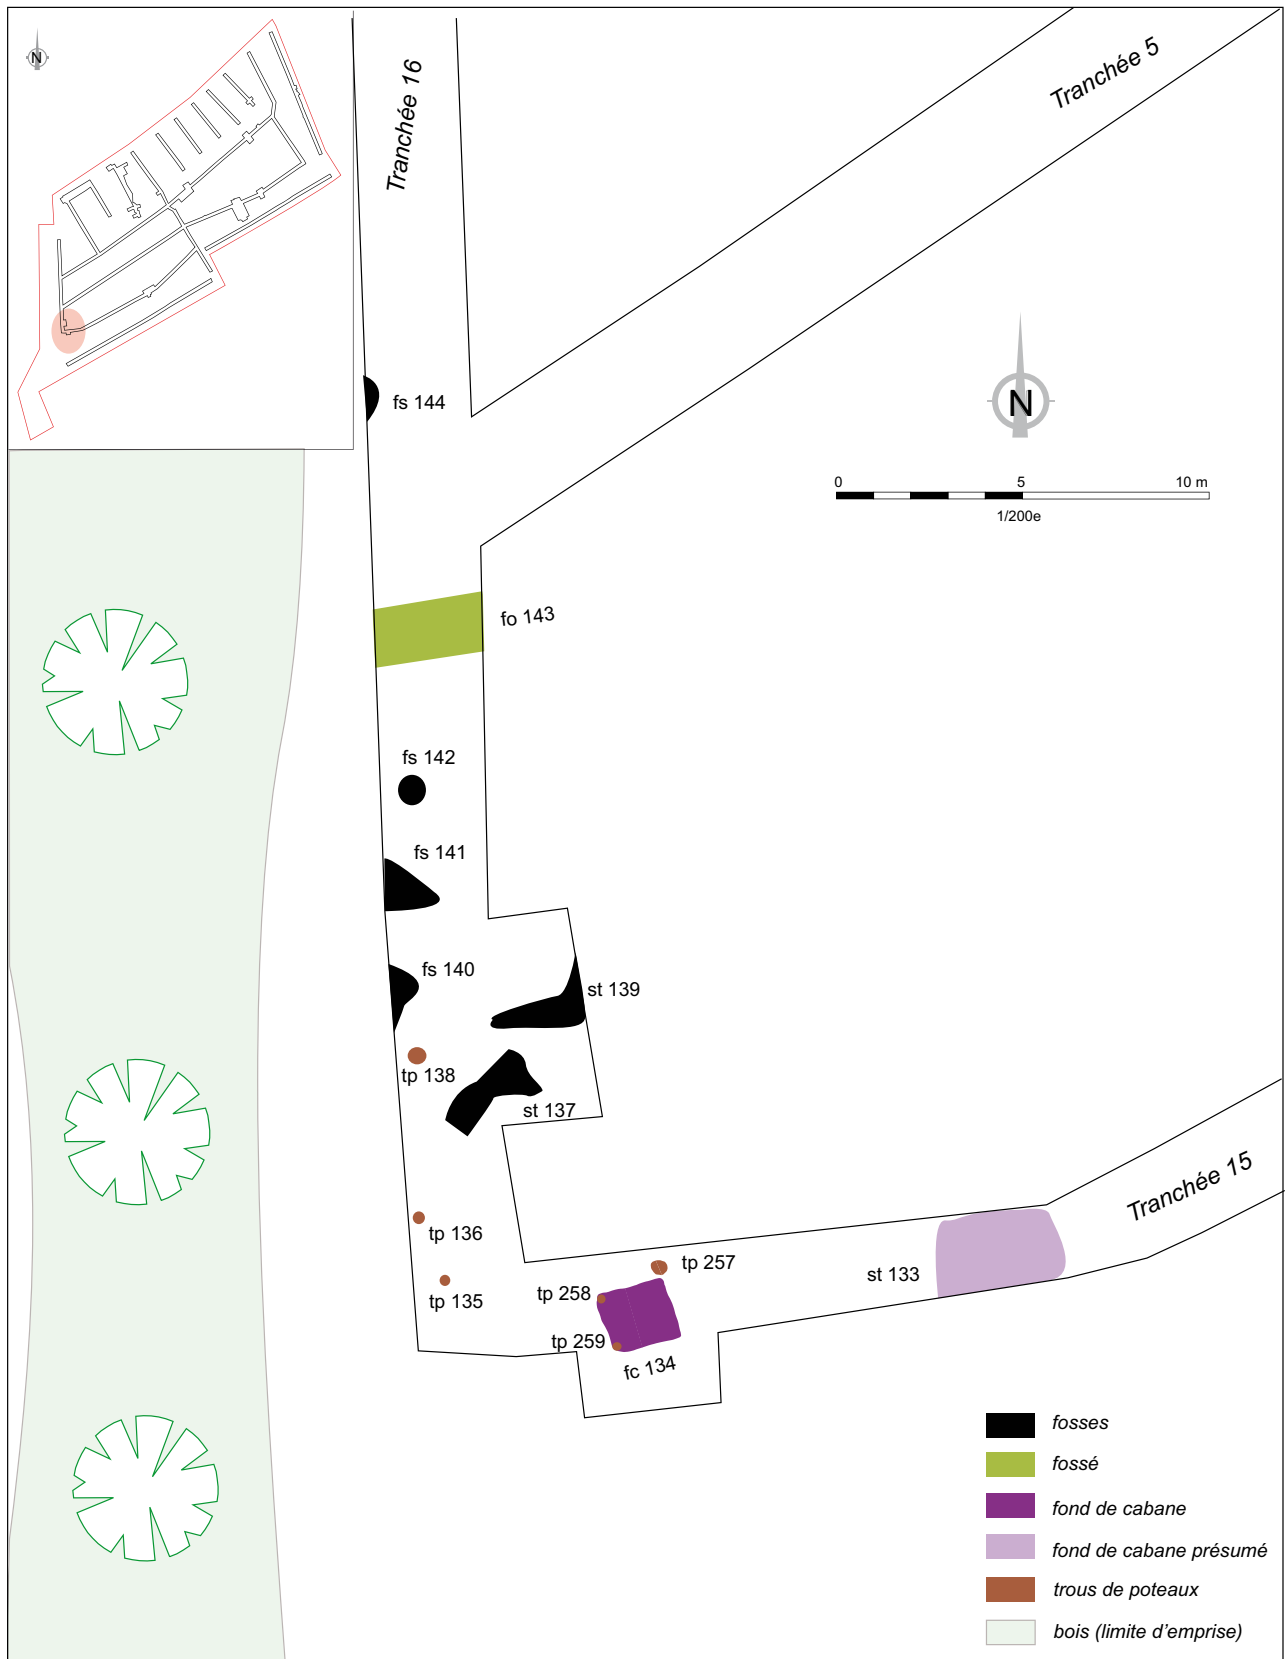 N
Tranchée 16
Tranchée 5
fs 144
N
0 5 10 m
1/200e
fo 143
fs 142
fs 141
fs 140
st 139
tp 138
st 137
Tranchée 15
tp 136
tp 257
st 133
tp 258
tp 135
tp 259
fc 134
fosses
fossé
fond de cabane
fond de cabane présumé
trous de poteaux
bois (limite d'emprise)